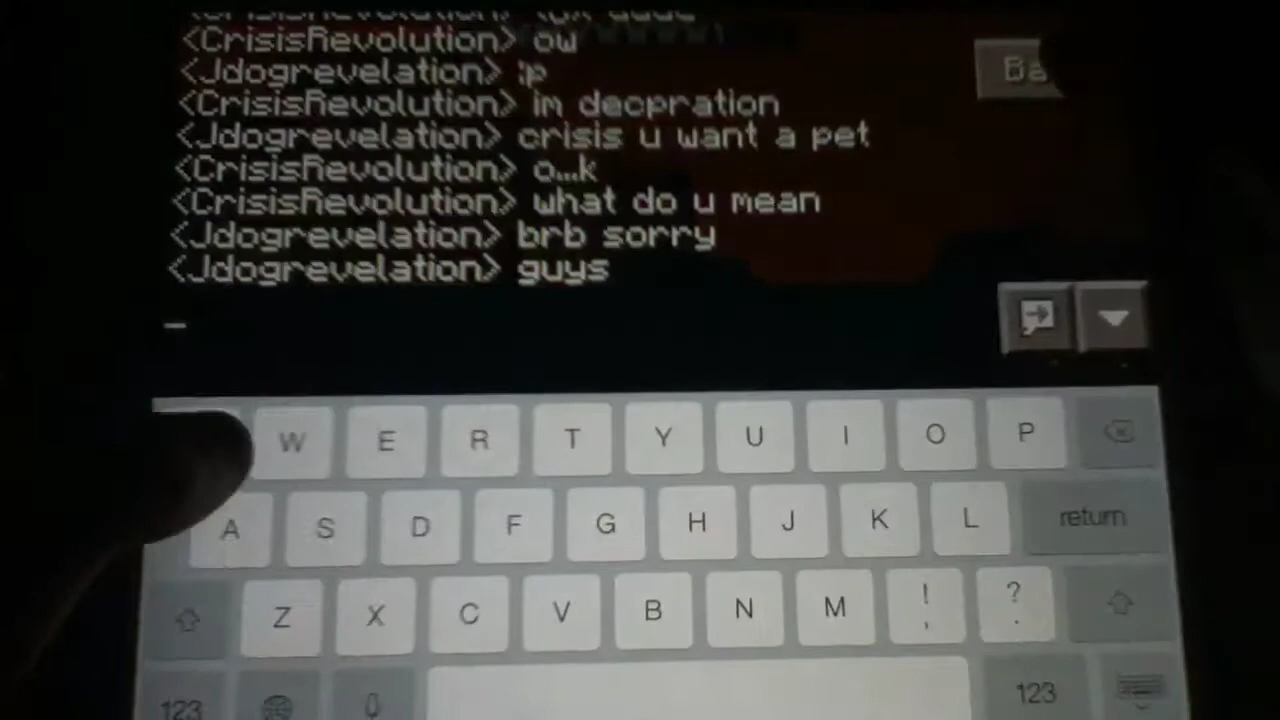 <CrisisRevolution> ow
<Jdogrevelation> :p
<CrisisRevolution> im decpration
<Jdogrevelation> crisis u want a pet
<CrisisRevolution> o...k
<CrisisRevolution> what do u mean
<Jdogrevelation> brb sorry
<Jdogrevelation> guys
Ba
W E R T Y U I O P
A S D F G H J K L return
Z X C V B N M ! , ? .
123 123